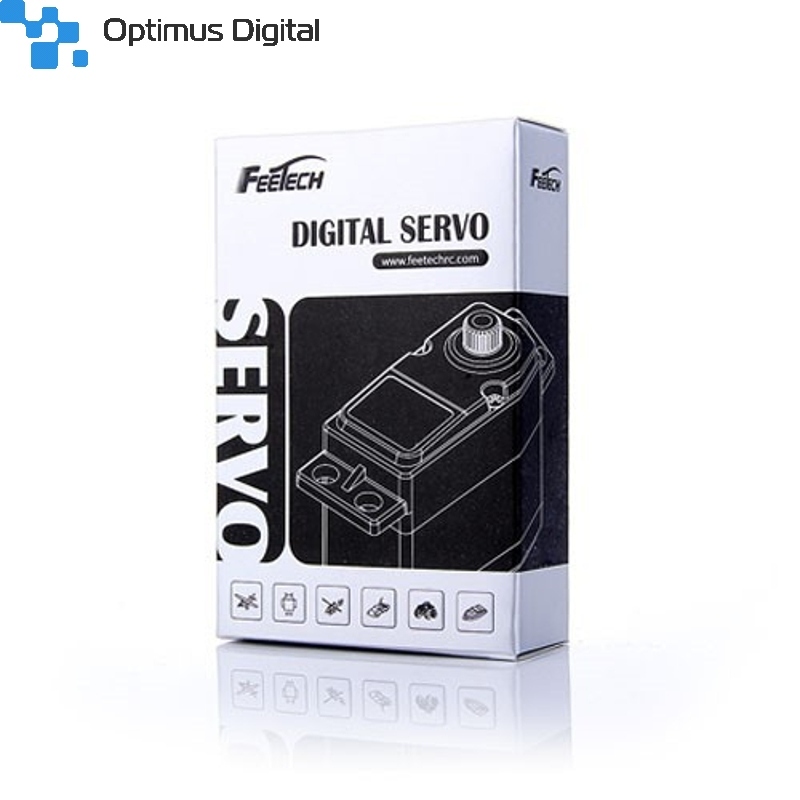 Optimus Digital
FEETECH
FEETECH
DIGITAL SERVO
www.feetechrc.com
SERVO